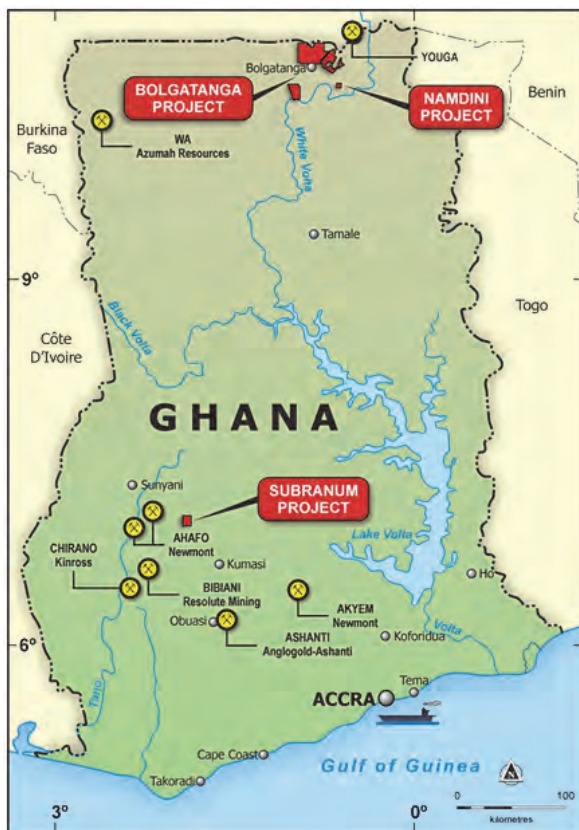 YOUGA
Bolgatanga
BOLGATANGA
PROJECT
NAMDINI
PROJECT
Benin
Burkina
Faso
WA
Azumah Resources
White Volta
Tamale
9°
9°
Togo
Black Volta
Côte
D'Ivoire
GHANA
Sunyani
SUBRANUM
PROJECT
AHAFO
Newmont
Lake Volta
CHIRANO
Kinross
Kumasi
Ho
BIBIANI
Resolute Mining
AKYEM
Newmont
Obuasi
ASHANTI
Anglogold-Ashanti
Koforidua
Volta
6°
6°
Tano
Tema
ACCRA
Cape Coast
Gulf of Guinea
N
Takoradi
0
100
kilometres
3°
0°